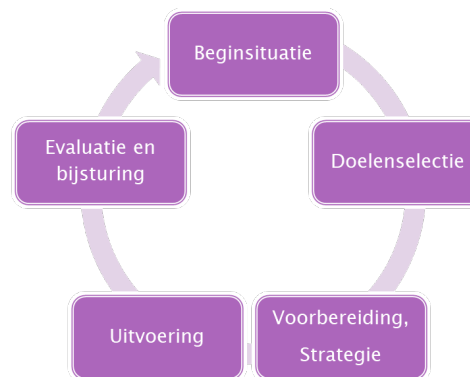 Beginsituatie
Doelenselectie
Voorbereiding,
Strategie
Uitvoering
Evaluatie en
bijsturing